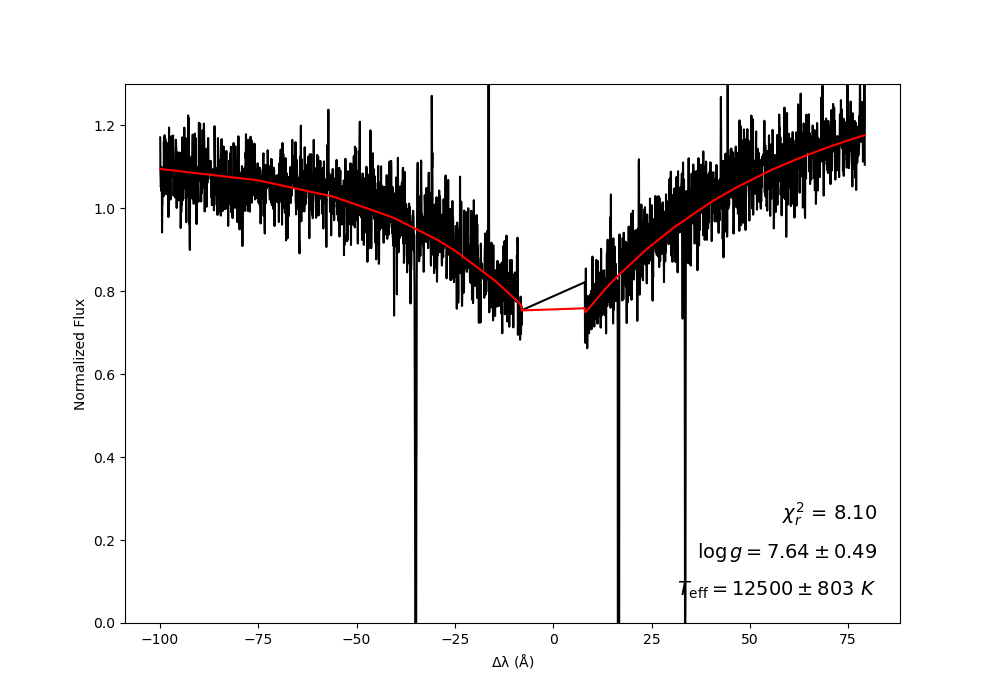 1.2
1.0
0.8
0.6
0.4
0.2
0.0
Normalized Flux
χ²ᵣ = 8.10
log g = 7.64 ± 0.49
T_eff = 12500 ± 803 K
−100 −75 −50 −25 0 25 50 75
Δλ (Å)